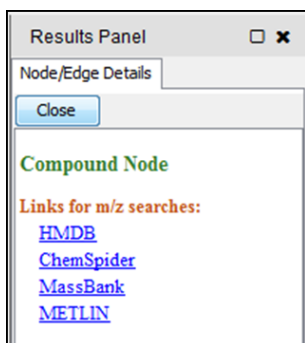 Results Panel
Node/Edge Details
Close
Compound Node
Links for m/z searches:
HMDB
ChemSpider
MassBank
METLIN